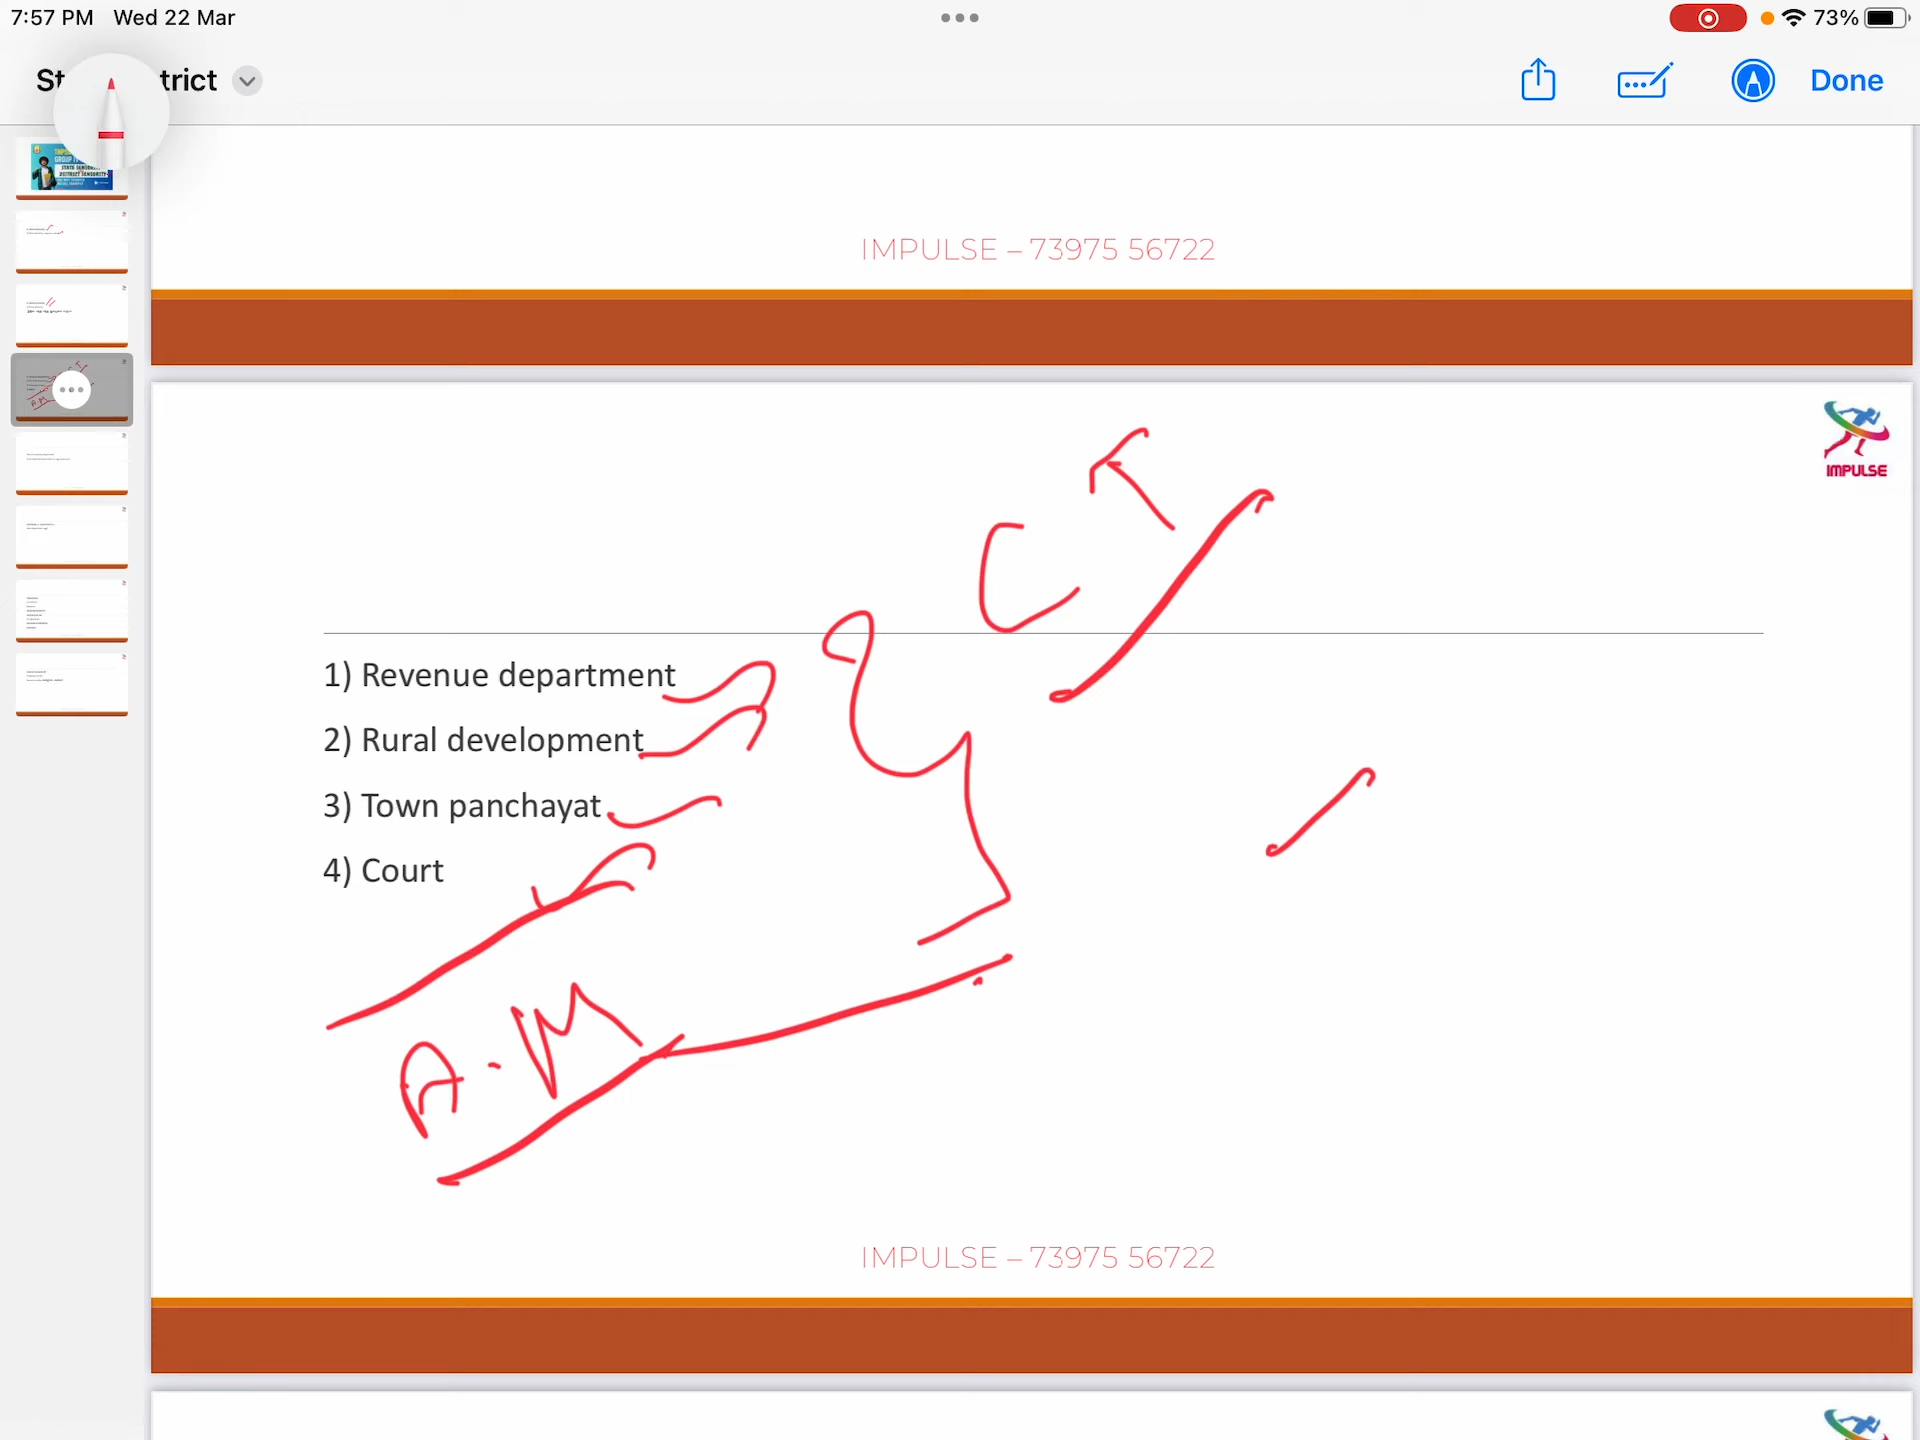 7:57 PM Wed 22 Mar
73%
Done
IMPULSE – 73975 56722
IMPULSE
C T
1) Revenue department
2) Rural development
3) Town panchayat
4) Court
A.M
IMPULSE – 73975 56722